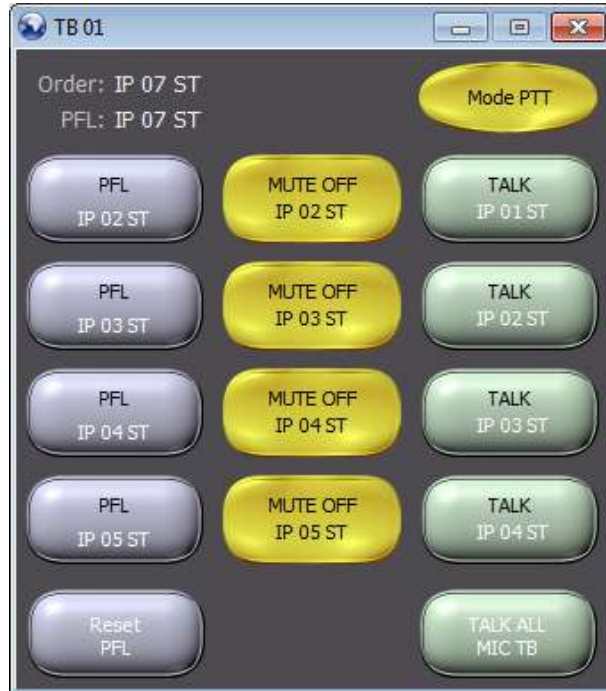 TB 01
Order: IP 07 ST
PFL: IP 07 ST
Mode PTT
PFL
IP 02 ST
MUTE OFF
IP 02 ST
TALK
IP 01 ST
PFL
IP 03 ST
MUTE OFF
IP 03 ST
TALK
IP 02 ST
PFL
IP 04 ST
MUTE OFF
IP 04 ST
TALK
IP 03 ST
PFL
IP 05 ST
MUTE OFF
IP 05 ST
TALK
IP 04 ST
Reset
PFL
TALK ALL
MIC TB